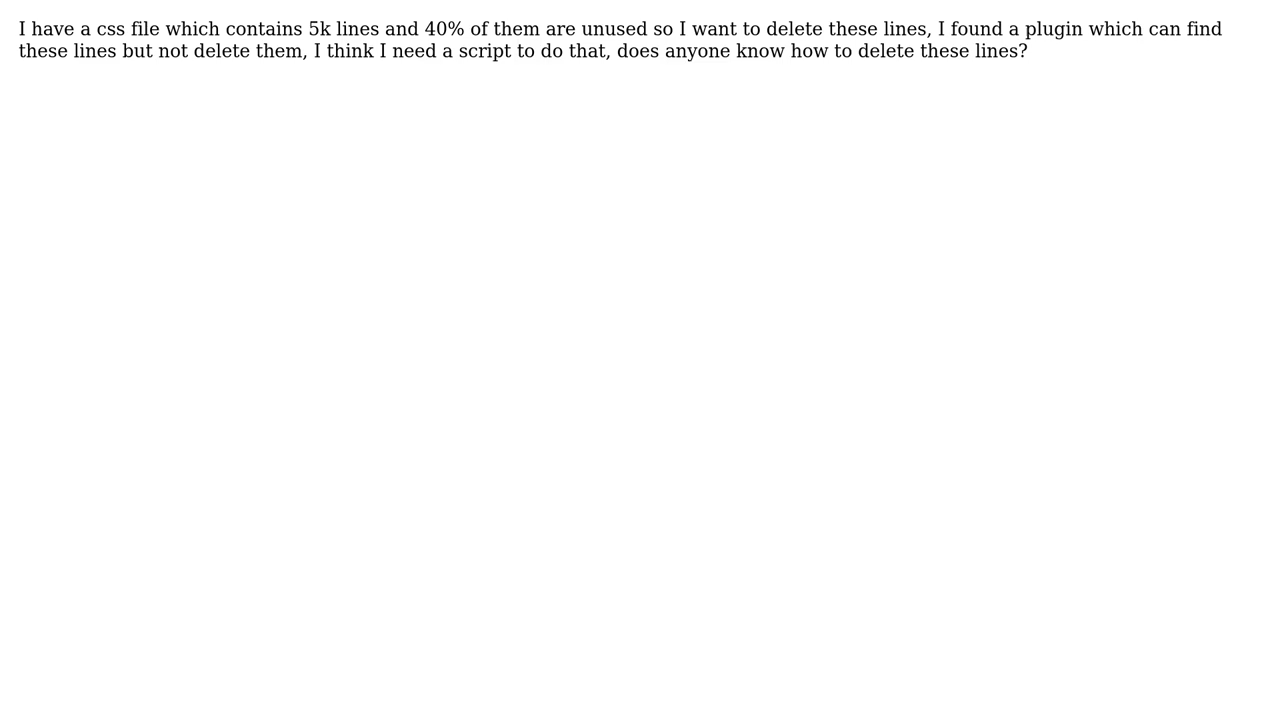 I have a css file which contains 5k lines and 40% of them are unused so I want to delete these lines, I found a plugin which can find
these lines but not delete them, I think I need a script to do that, does anyone know how to delete these lines?